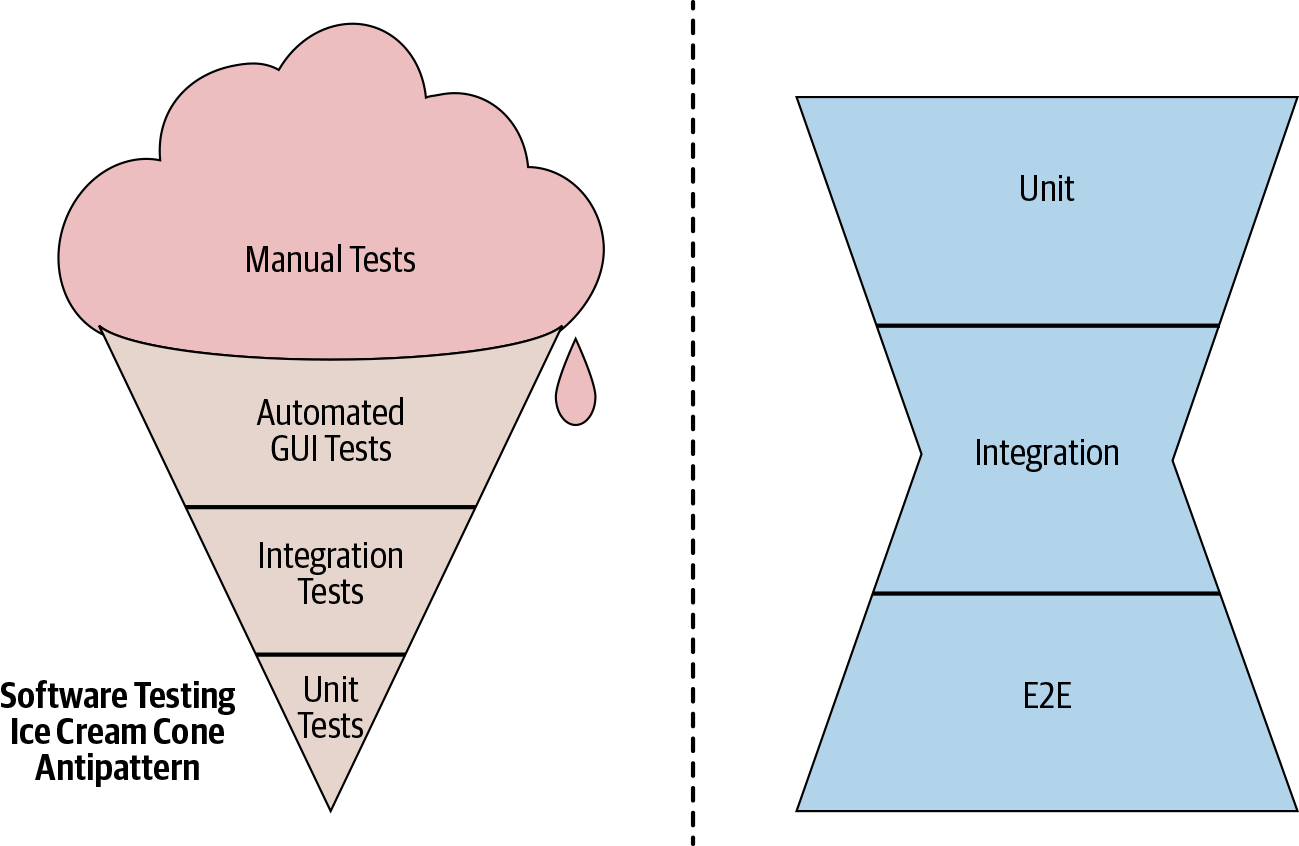 Manual Tests
Automated
GUI Tests
Integration
Tests
Unit
Tests
Software Testing
Ice Cream Cone
Antipattern
Unit
Integration
E2E